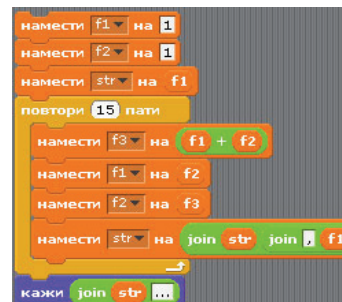 намести f1 на 1
намести f2 на 1
намести str на f1
повтори 15 пати
намести f3 на f1 + f2
намести f1 на f2
намести f2 на f3
намести str на join str join , f1
кажи join str ...